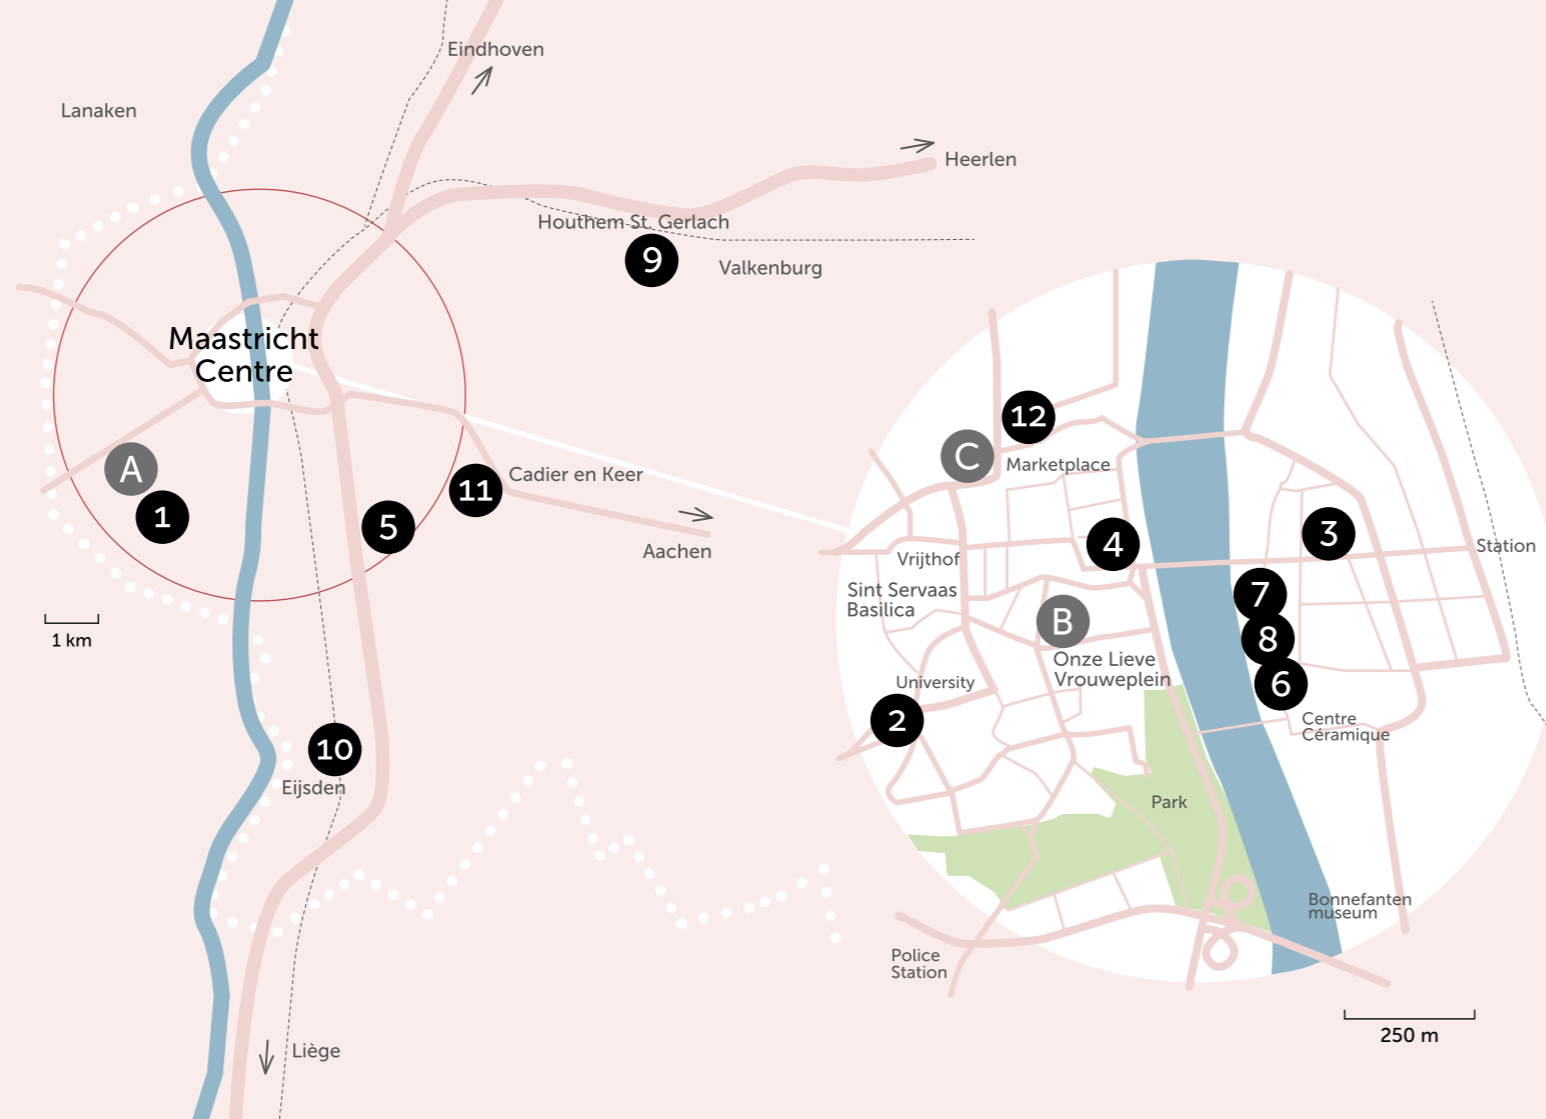 Eindhoven
Lanaken
Heerlen
Houthem St. Gerlach
9
Valkenburg
Maastricht
Centre
A
1
5
11
Cadier en Keer
Aachen
1 km
10
Eijsden
Liège
12
C
Marketplace
4
3
Station
Vrijthof
Sint Servaas
Basilica
7
8
6
B
Onze Lieve
Vrouweplein
University
2
Centre
Céramique
Park
Bonnefanten
museum
Police
Station
250 m